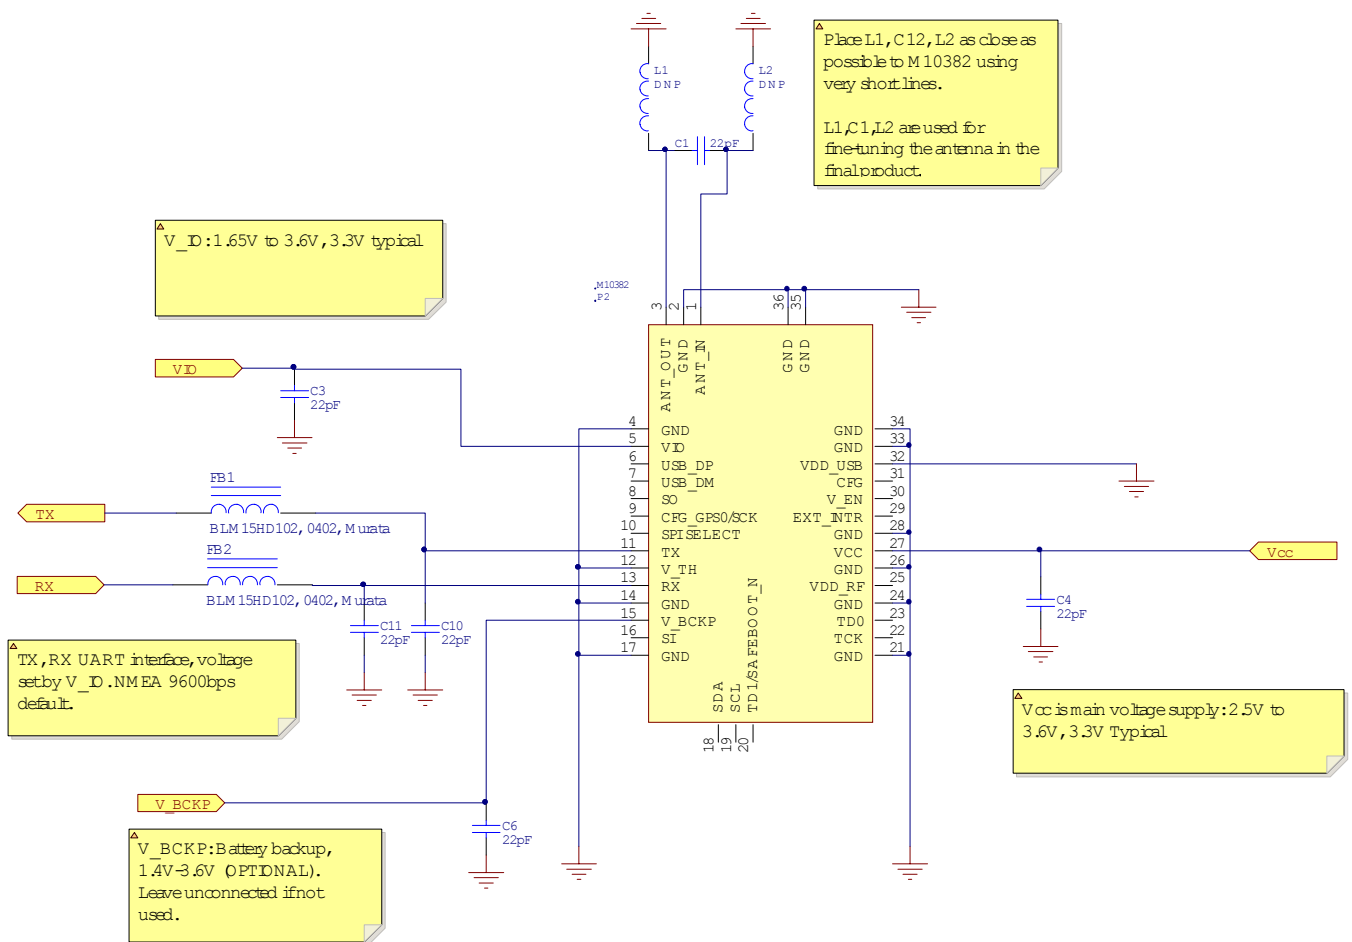 L1
DNP
L2
DNP
C1
22pF
Place L1, C12, L2 as close as
possible to M10382 using
very short lines.
L1,C1,L2 are used for
fine-tuning the antenna in the
final product.
V_IO: 1.65V to 3.6V, 3.3V typical
M10382
P2
3
2
1
36
35
ANT_OUT
GND
ANT_IN
GND
GND
VIO
C3
22pF
4 GND
5 VIO
6 USB_DP
7 USB_DM
8 SO
9 CFG_GPS0/SCK
10 SPISELECT
11 TX
12 V_TH
13 RX
14 GND
15 V_BCKP
16 SI
17 GND
GND 34
GND 33
VDD_USB 32
CFG 31
V_EN 30
EXT_INTR 29
GND 28
VCC 27
GND 26
VDD_RF 25
GND 24
TD0 23
TCK 22
GND 21
SDA
SCL
TD1/SAFEBOOT_N
18
19
20
FB1
TX
BLM15HD102, 0402, Murata
FB2
RX
BLM15HD102, 0402, Murata
C11
22pF
C10
22pF
Vcc
C4
22pF
TX, RX UART interface, voltage
set by V_IO. NMEA 9600bps
default.
Vcc is main voltage supply: 2.5V to
3.6V, 3.3V Typical
V_BCKP
C6
22pF
V_BCKP: Battery backup,
1.4V-3.6V (OPTIONAL).
Leave unconnected if not
used.